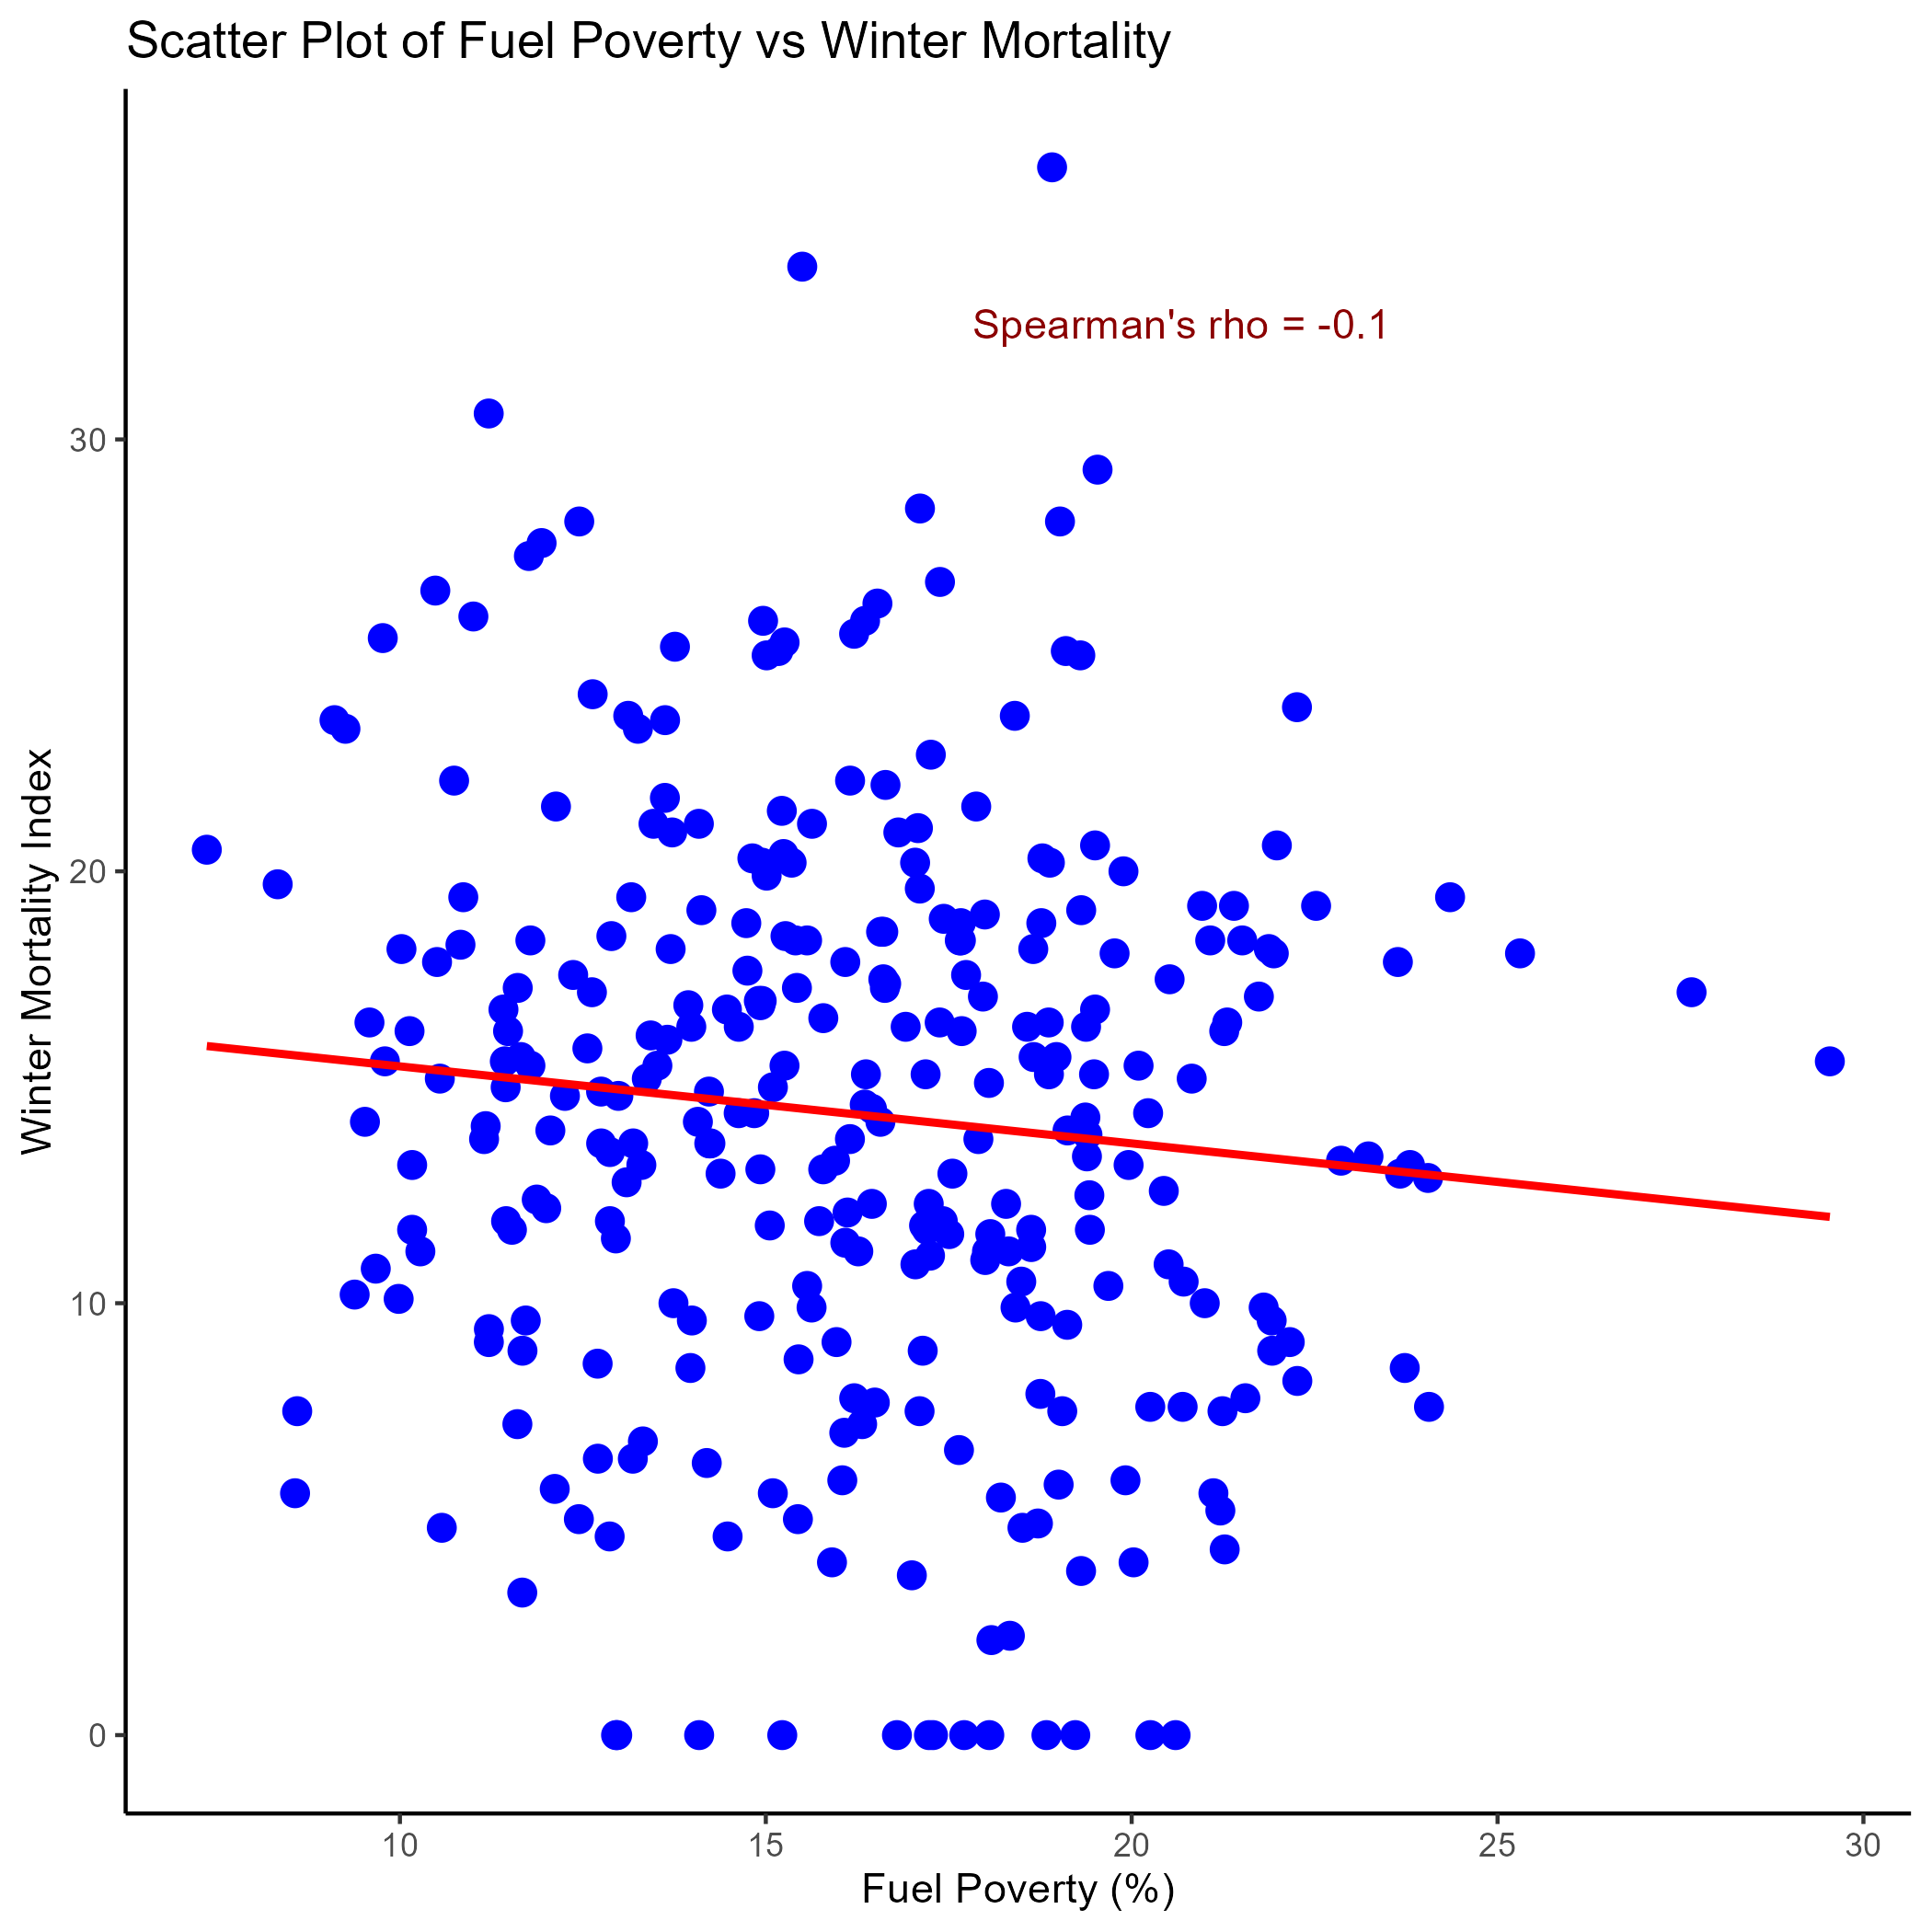 Scatter Plot of Fuel Poverty vs Winter Mortality
Spearman's rho = -0.1
30
20
10
0
Winter Mortality Index
10 15 20 25 30
Fuel Poverty (%)